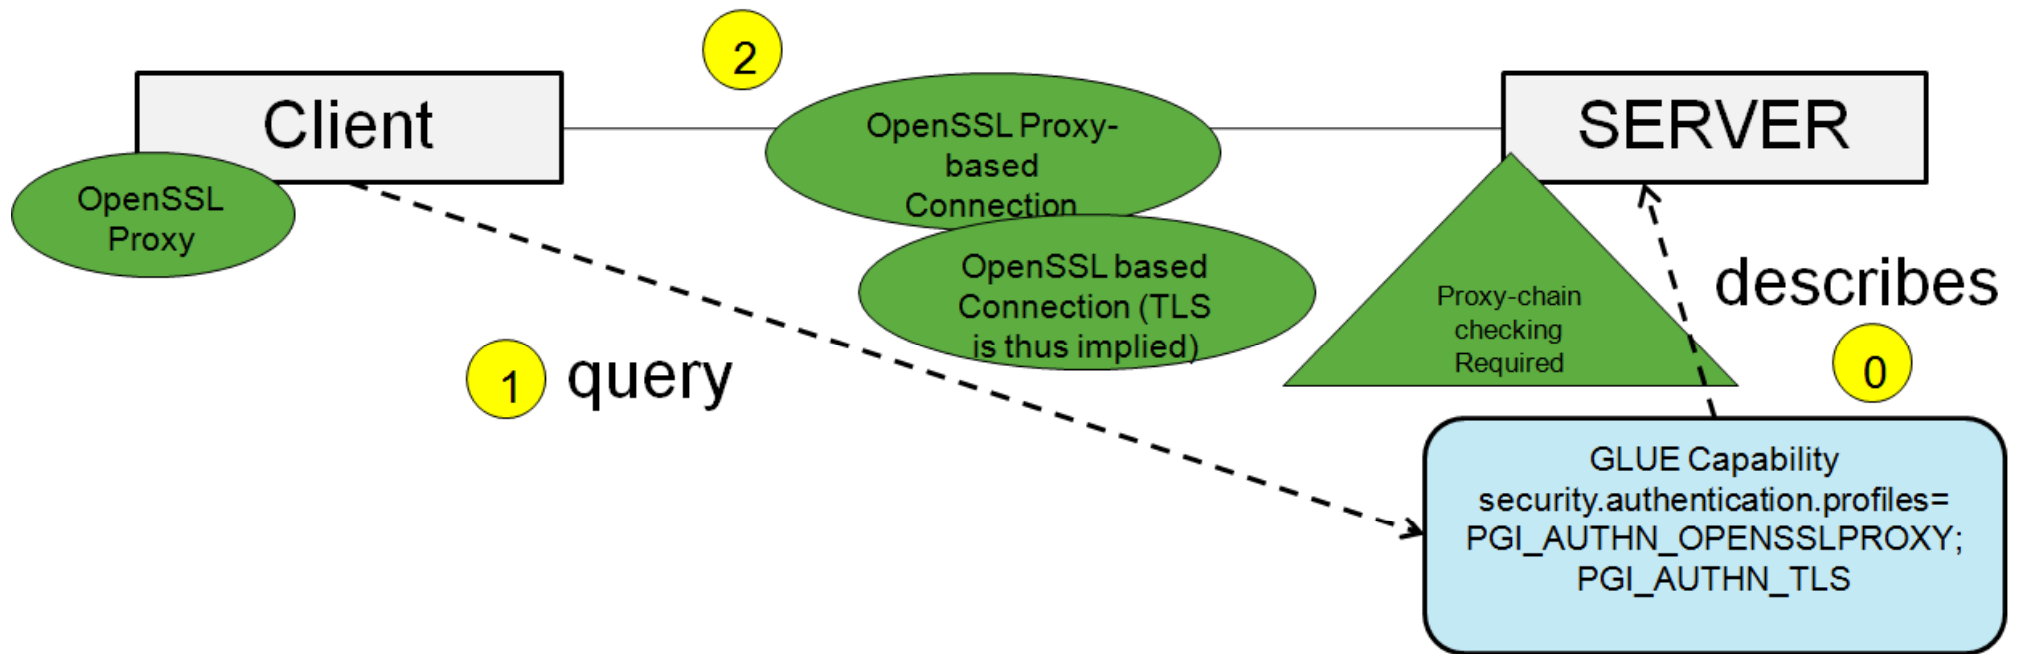 2
Client
OpenSSL Proxy-
based
Connection
SERVER
OpenSSL
Proxy
OpenSSL based
Connection (TLS
is thus implied)
Proxy-chain
checking
Required
describes
0
1
query
GLUE Capability
security.authentication.profiles=
PGI_AUTHN_OPENSSLPROXY;
PGI_AUTHN_TLS